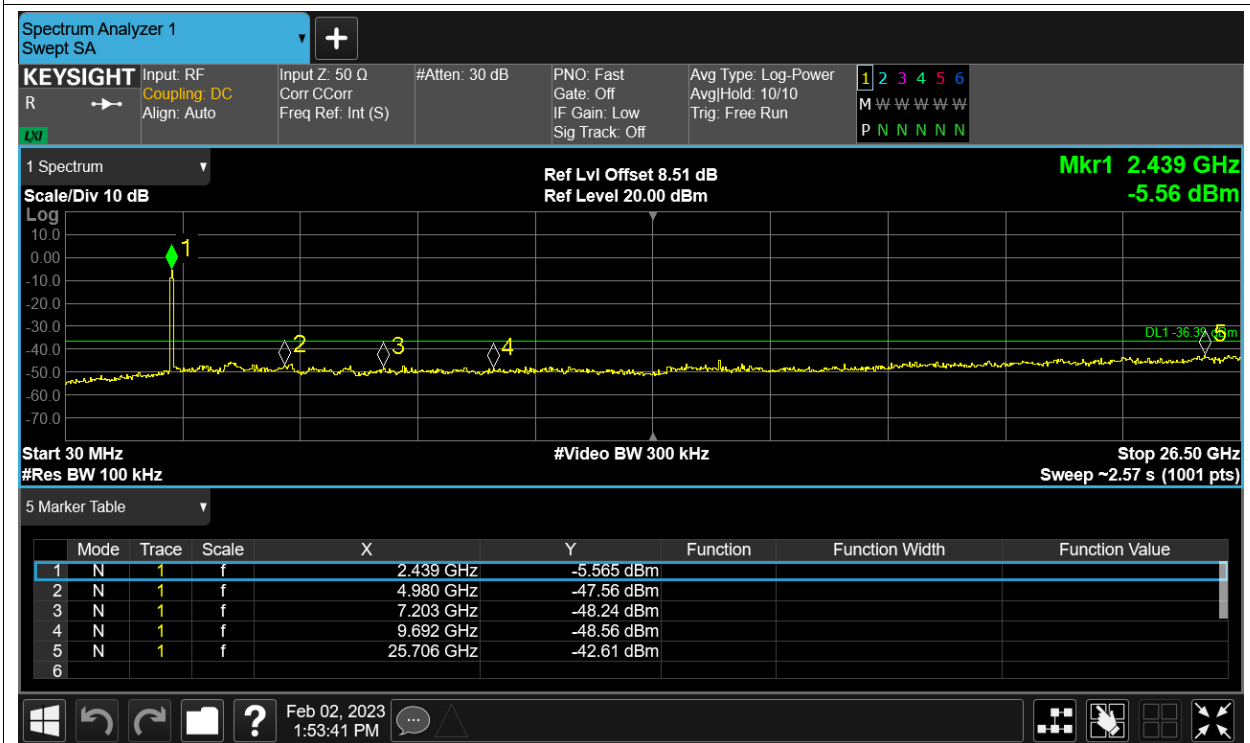 Spectrum Analyzer 1
Swept SA
KEYSIGHT
R
LXI
Input: RF
Coupling: DC
Align: Auto
Input Z: 50 Ω
Corr CCorr
Freq Ref: Int (S)
#Atten: 30 dB
PNO: Fast
Gate: Off
IF Gain: Low
Sig Track: Off
Avg Type: Log-Power
Avg|Hold: 10/10
Trig: Free Run
1 2 3 4 5 6
M W W W W W
P N N N N N
1 Spectrum
Scale/Div 10 dB
Ref Lvl Offset 8.51 dB
Ref Level 20.00 dBm
Mkr1 2.439 GHz
-5.56 dBm
Log
10.0
0.00
-10.0
-20.0
-30.0
-40.0
-50.0
-60.0
-70.0
1
2
3
4
5
DL1 -36.39 dBm
Start 30 MHz
#Video BW 300 kHz
Stop 26.50 GHz
#Res BW 100 kHz
Sweep ~2.57 s (1001 pts)
5 Marker Table
Mode Trace Scale X Y Function Function Width Function Value
1 N 1 f 2.439 GHz -5.565 dBm
2 N 1 f 4.980 GHz -47.56 dBm
3 N 1 f 7.203 GHz -48.24 dBm
4 N 1 f 9.692 GHz -48.56 dBm
5 N 1 f 25.706 GHz -42.61 dBm
6
?
Feb 02, 2023
1:53:41 PM